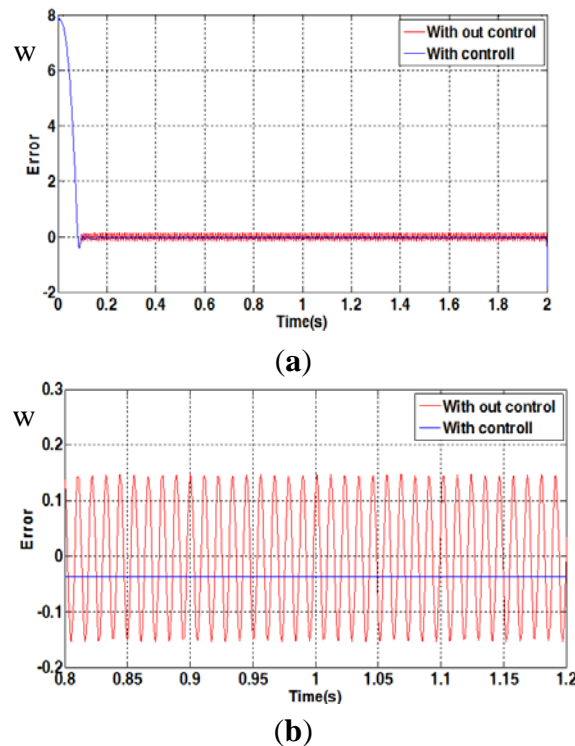 8
w
6
4
2
0
-2
Error
With out control
With controll
0
0.2
0.4
0.6
0.8
1
1.2
1.4
1.6
1.8
2
Time(s)
(a)
0.3
w
0.2
0.1
0
-0.1
-0.2
Error
With out control
With controll
0.8
0.85
0.9
0.95
1
1.05
1.1
1.15
1.2
Time(s)
(b)